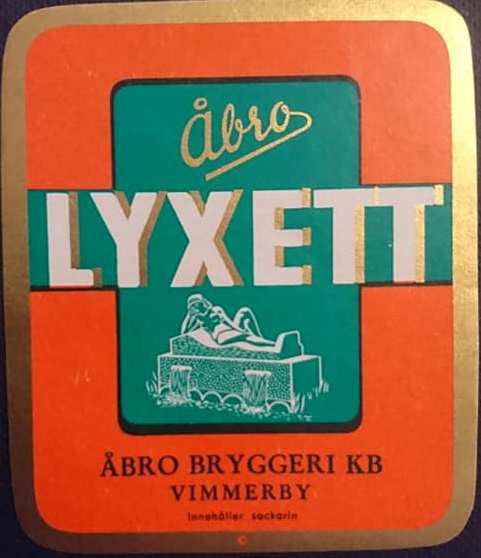 Åbro
LYXETT
ÅBRO BRYGGERI KB
VIMMERBY
Innehåller sackarin
c